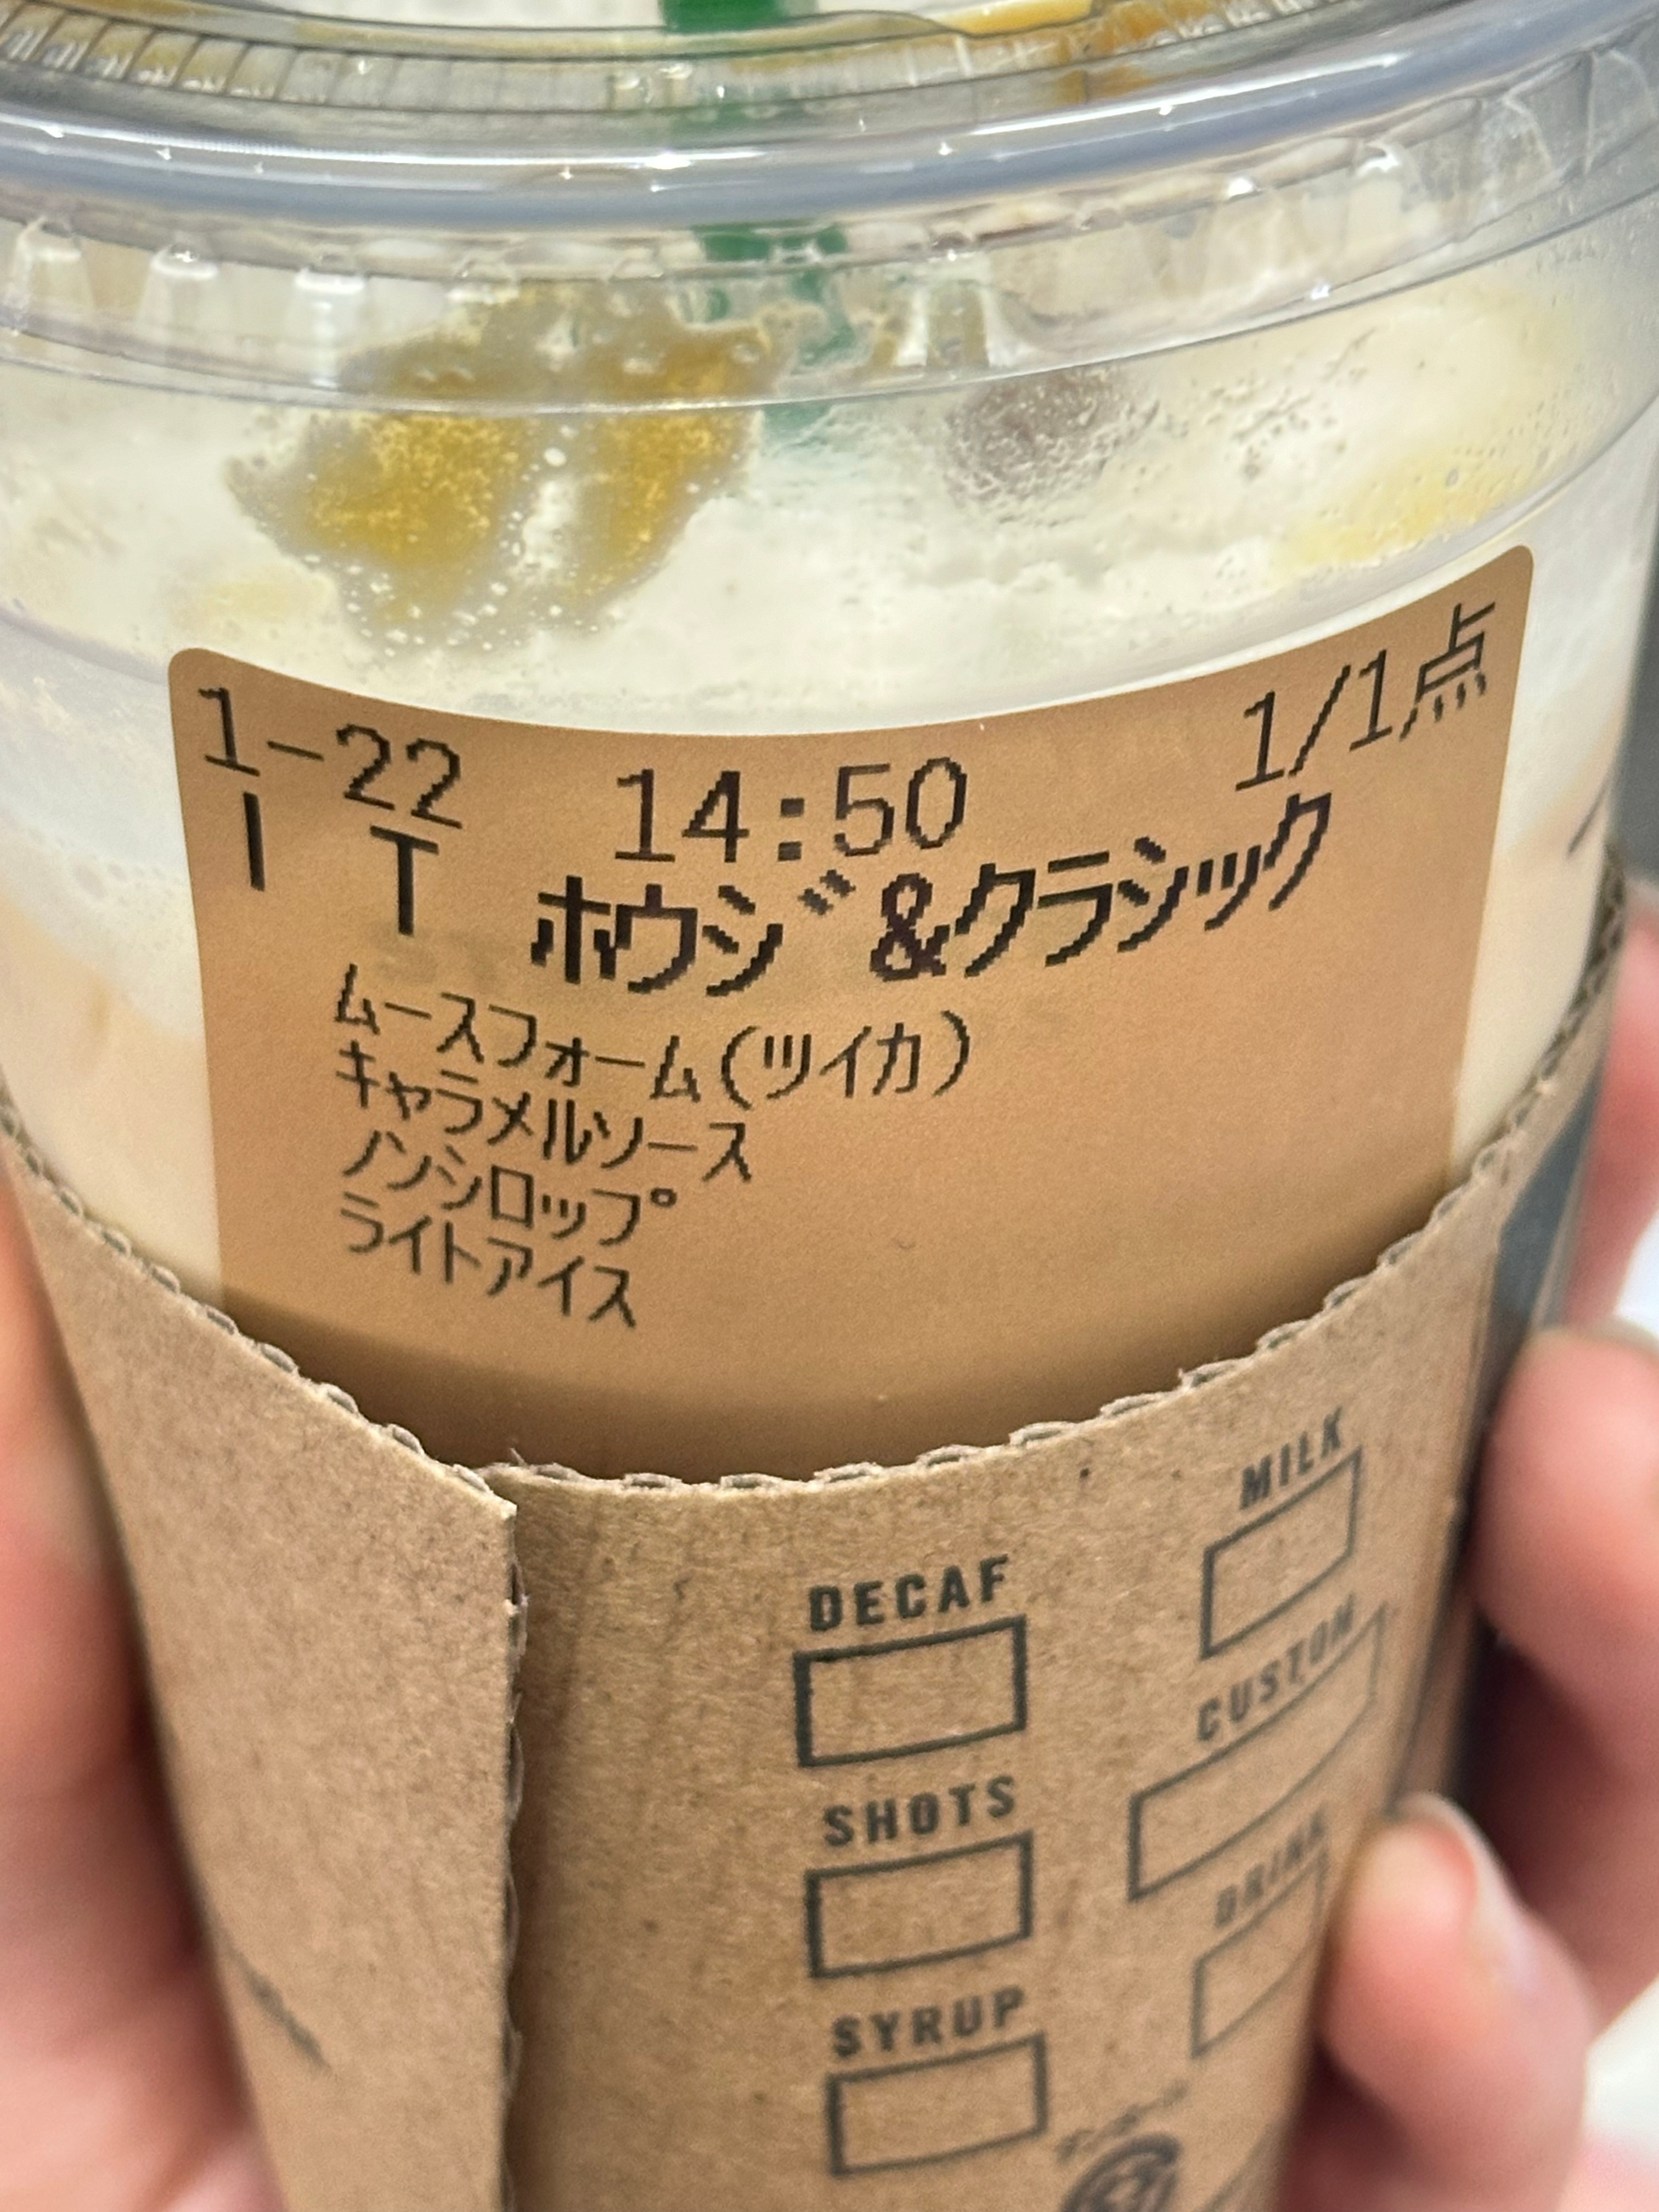 1-22 14:50 1/1点
I T ホウジ&クラシック
ムースフォーム(ツイカ)
キャラメルソース
ノンシロップ
ライトアイス
DECAF
MILK
SHOTS
CUSTOM
SYRUP
DRINK